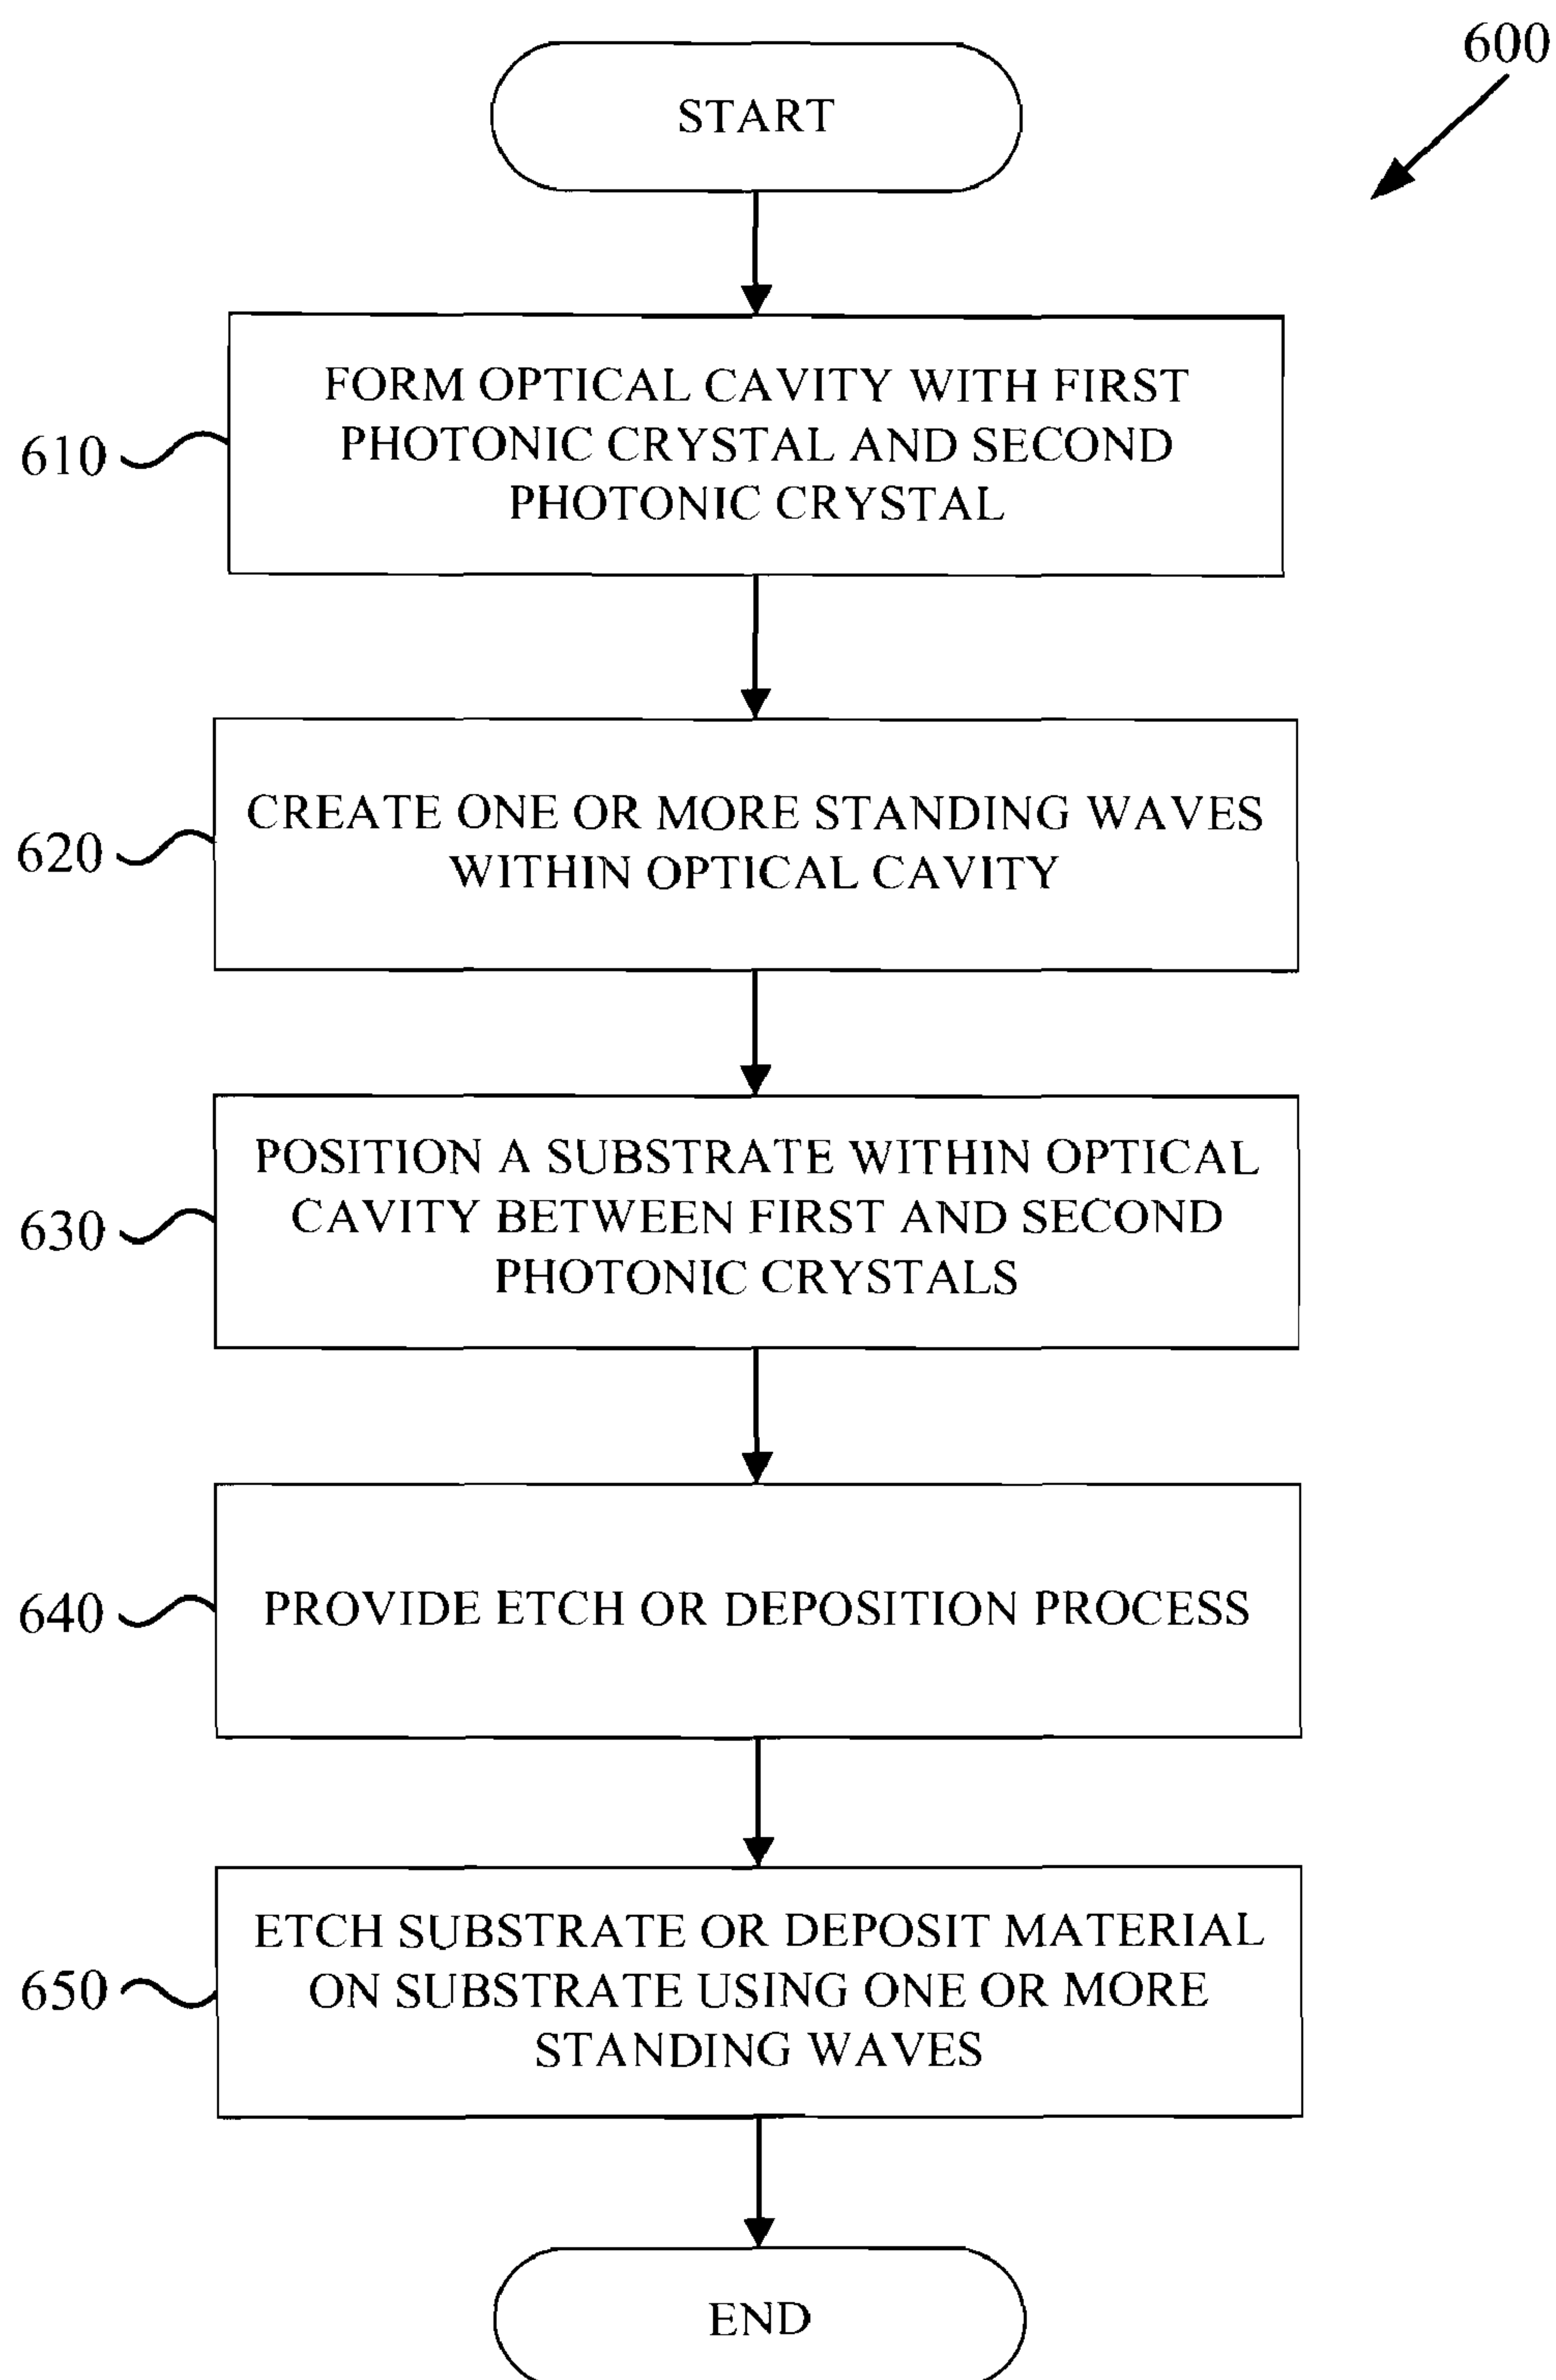 600
START
610
FORM OPTICAL CAVITY WITH FIRST
PHOTONIC CRYSTAL AND SECOND
PHOTONIC CRYSTAL
620
CREATE ONE OR MORE STANDING WAVES
WITHIN OPTICAL CAVITY
630
POSITION A SUBSTRATE WITHIN OPTICAL
CAVITY BETWEEN FIRST AND SECOND
PHOTONIC CRYSTALS
640
PROVIDE ETCH OR DEPOSITION PROCESS
650
ETCH SUBSTRATE OR DEPOSIT MATERIAL
ON SUBSTRATE USING ONE OR MORE
STANDING WAVES
END